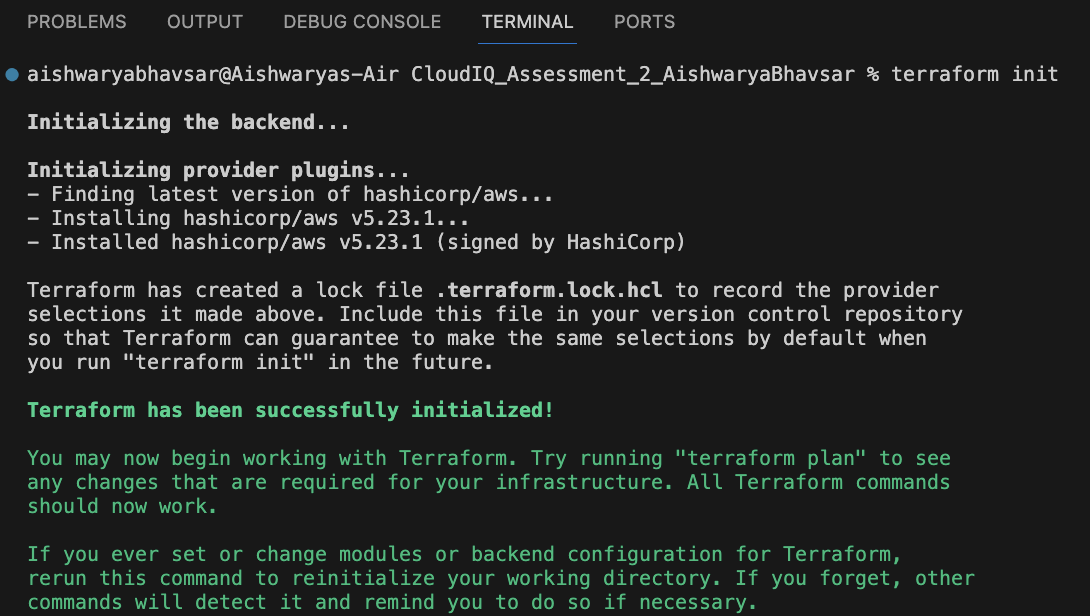 PROBLEMS OUTPUT DEBUG CONSOLE TERMINAL PORTS
aishwaryabhavsar@Aishwaryas-Air CloudIQ_Assessment_2_AishwaryaBhavsar % terraform init
Initializing the backend...
Initializing provider plugins...
- Finding latest version of hashicorp/aws...
- Installing hashicorp/aws v5.23.1...
- Installed hashicorp/aws v5.23.1 (signed by HashiCorp)
Terraform has created a lock file .terraform.lock.hcl to record the provider
selections it made above. Include this file in your version control repository
so that Terraform can guarantee to make the same selections by default when
you run "terraform init" in the future.
Terraform has been successfully initialized!
You may now begin working with Terraform. Try running "terraform plan" to see
any changes that are required for your infrastructure. All Terraform commands
should now work.
If you ever set or change modules or backend configuration for Terraform,
rerun this command to reinitialize your working directory. If you forget, other
commands will detect it and remind you to do so if necessary.